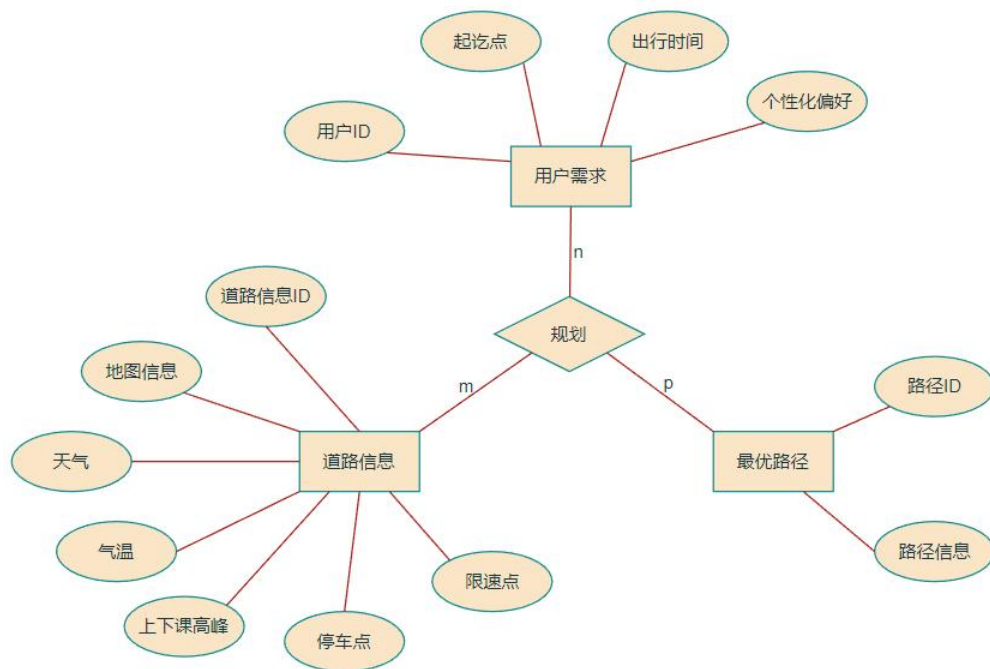 起讫点
出行时间
个性化偏好
用户ID
用户需求
n
道路信息ID
规划
地图信息
m
p
路径ID
天气
道路信息
最优路径
气温
限速点
路径信息
上下课高峰
停车点